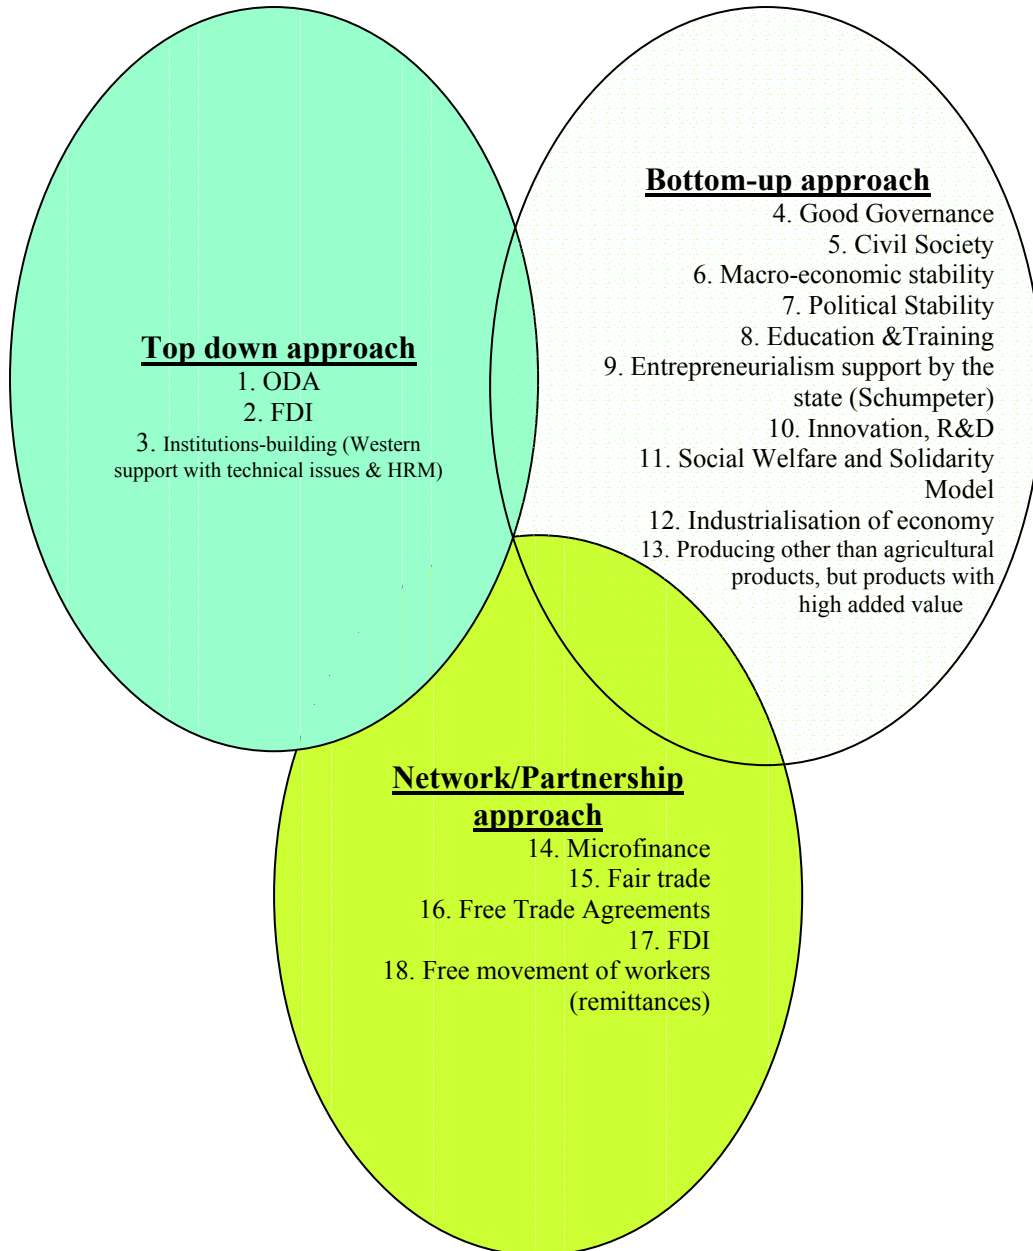 Top down approach
1. ODA
2. FDI
3. Institutions-building (Western
support with technical issues & HRM)
Bottom-up approach
4. Good Governance
5. Civil Society
6. Macro-economic stability
7. Political Stability
8. Education &Training
9. Entrepreneurialism support by the
state (Schumpeter)
10. Innovation, R&D
11. Social Welfare and Solidarity
Model
12. Industrialisation of economy
13. Producing other than agricultural
products, but products with
high added value
Network/Partnership
approach
14. Microfinance
15. Fair trade
16. Free Trade Agreements
17. FDI
18. Free movement of workers
(remittances)